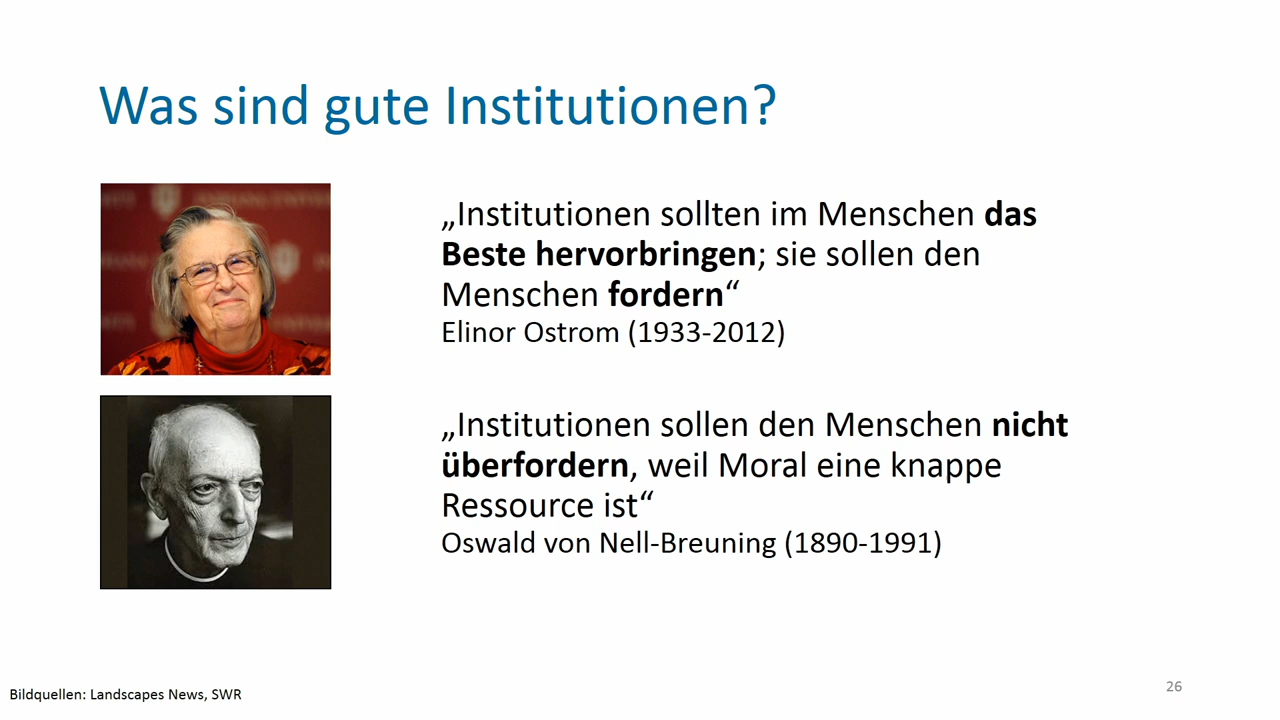 Was sind gute Institutionen?
„Institutionen sollten im Menschen das
Beste hervorbringen; sie sollen den
Menschen fordern“
Elinor Ostrom (1933-2012)
„Institutionen sollen den Menschen nicht
überfordern, weil Moral eine knappe
Ressource ist“
Oswald von Nell-Breuning (1890-1991)
Bildquellen: Landscapes News, SWR
26